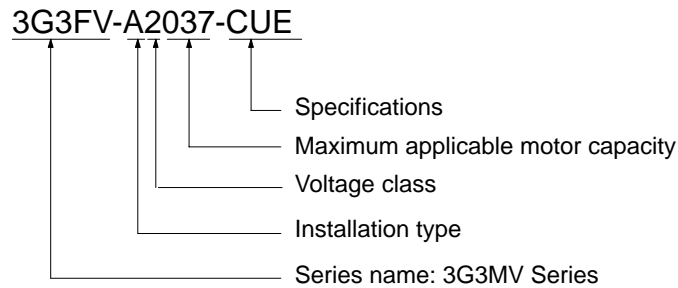 3G3FV-A2037-CUE
Specifications
Maximum applicable motor capacity
Voltage class
Installation type
Series name: 3G3MV Series